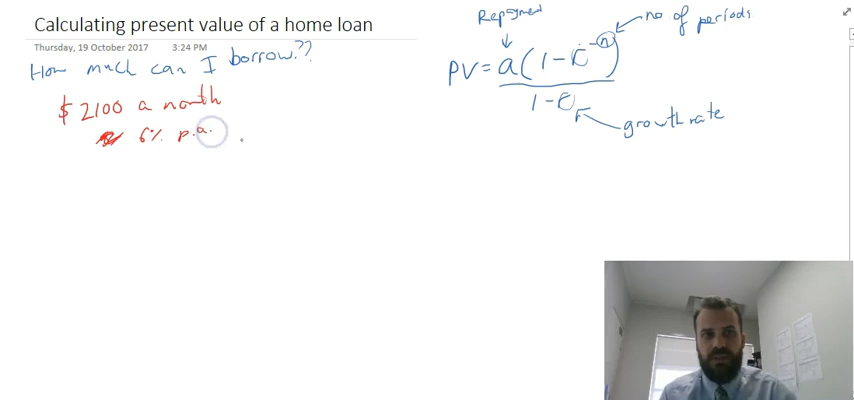 Calculating present value of a home loan
Thursday, 19 October 2017 3:24 PM
How much can I borrow??
$2100 a month
6% p.a.
Repayment
no of periods
PV = a(1 - r^-n)
1 - r
growth rate